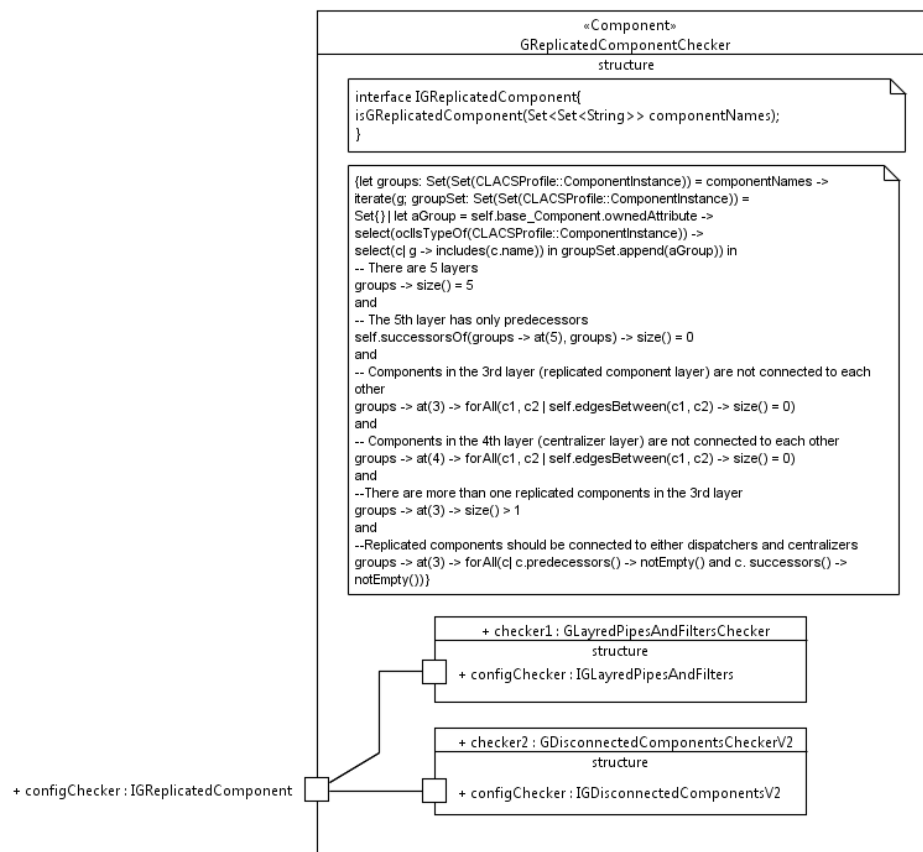 «Component»
GReplicatedComponentChecker
structure
interface IGReplicatedComponent{
isGReplicatedComponent(Set<Set<String>> componentNames);
}
{let groups: Set(Set(CLACSProfile::ComponentInstance)) = componentNames ->
iterate(g; groupSet: Set(Set(CLACSProfile::ComponentInstance)) =
Set{} | let aGroup = self.base_Component.ownedAttribute ->
select(oclIsTypeOf(CLACSProfile::ComponentInstance)) ->
select(c| g -> includes(c.name)) in groupSet.append(aGroup)) in
-- There are 5 layers
groups -> size() = 5
and
-- The 5th layer has only predecessors
self.successorsOf(groups -> at(5), groups) -> size() = 0
and
-- Components in the 3rd layer (replicated component layer) are not connected to each
other
groups -> at(3) -> forAll(c1, c2 | self.edgesBetween(c1, c2) -> size() = 0)
and
-- Components in the 4th layer (centralizer layer) are not connected to each other
groups -> at(4) -> forAll(c1, c2 | self.edgesBetween(c1, c2) -> size() = 0)
and
--There are more than one replicated components in the 3rd layer
groups -> at(3) -> size() > 1
and
--Replicated components should be connected to either dispatchers and centralizers
groups -> at(3) -> forAll(c| c.predecessors() -> notEmpty() and c. successors() ->
notEmpty())}
+ checker1 : GLayredPipesAndFiltersChecker
structure
+ configChecker : IGLayredPipesAndFilters
+ checker2 : GDisconnectedComponentsCheckerV2
structure
+ configChecker : IGDisconnectedComponentsV2
+ configChecker : IGReplicatedComponent